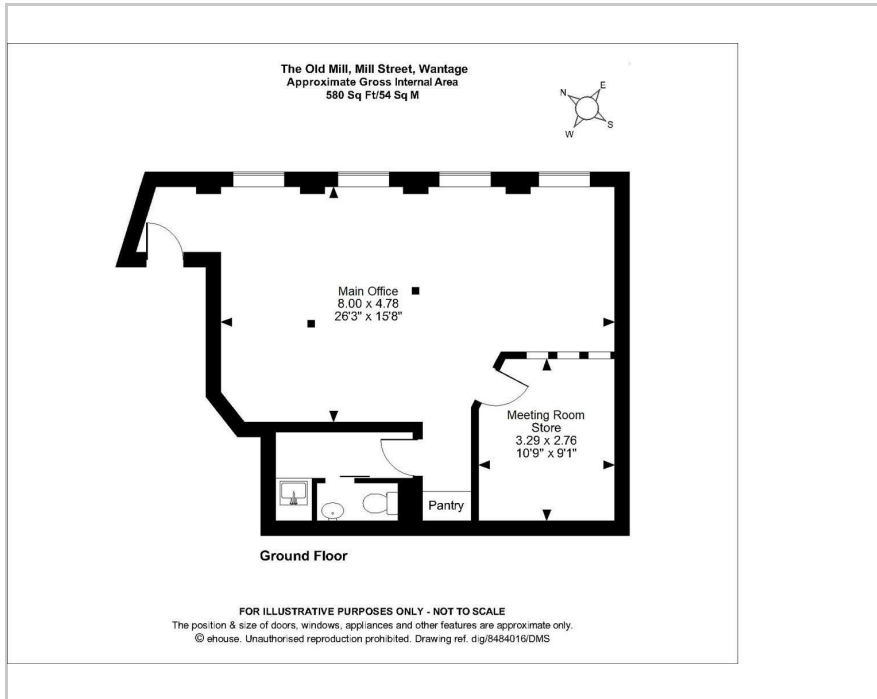 The Old Mill, Mill Street, Wantage
Approximate Gross Internal Area
580 Sq Ft/54 Sq M
N
E
W
S
Main Office
8.00 x 4.78
26'3" x 15'8"
Meeting Room
Store
3.29 x 2.76
10'9" x 9'1"
Pantry
Ground Floor
FOR ILLUSTRATIVE PURPOSES ONLY - NOT TO SCALE
The position & size of doors, windows, appliances and other features are approximate only.
© ehouse. Unauthorised reproduction prohibited. Drawing ref. dig/8484016/DMS